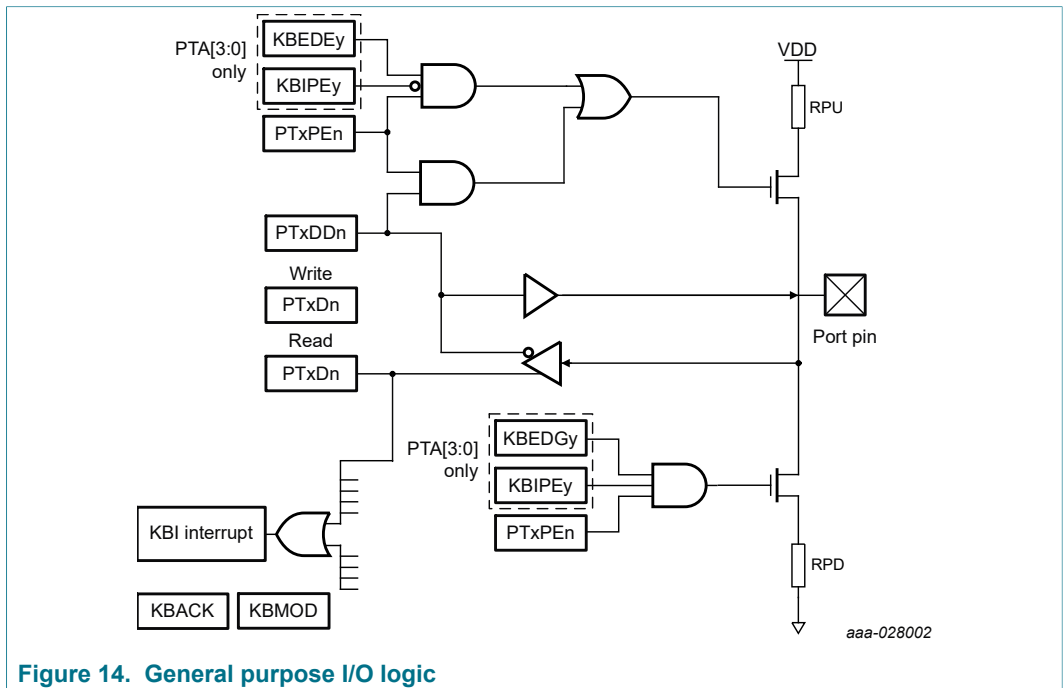 PTA[3:0]
only
KBEDEy
KBIPEy
PTxPEn
VDD
RPU
PTxDDn
Write
PTxDn
Read
PTxDn
Port pin
PTA[3:0]
only
KBEDGy
KBIPEy
PTxPEn
KBI interrupt
RPD
KBACK
KBMOD
aaa-028002
Figure 14. General purpose I/O logic